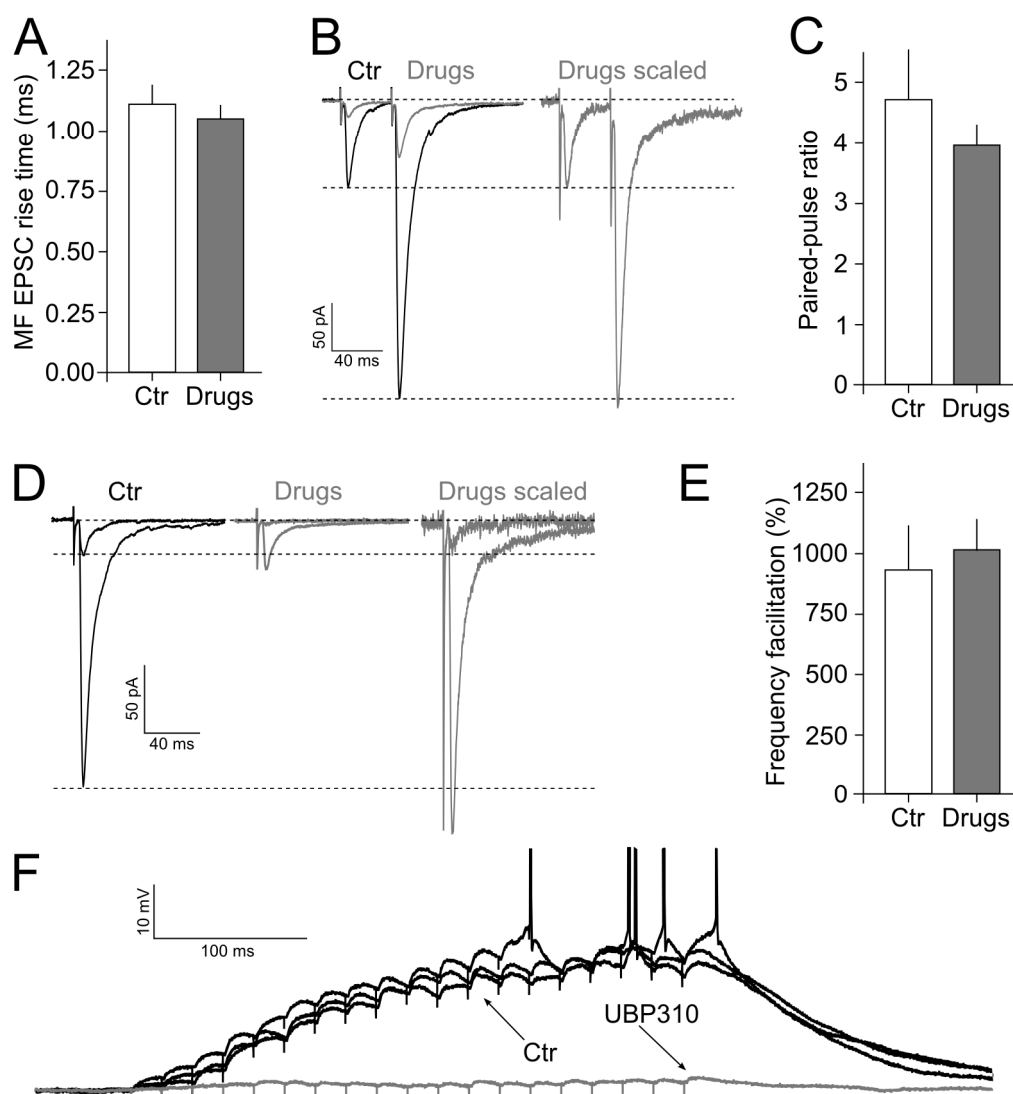 A
MF EPSC rise time (ms)
1.25
1.00
0.75
0.50
0.25
0.00
Ctr Drugs
B
Ctr Drugs Drugs scaled
50 pA
40 ms
C
Paired-pulse ratio
5
4
3
2
1
0
Ctr Drugs
D
Ctr Drugs Drugs scaled
50 pA
40 ms
E
Frequency facilitation (%)
1250
1000
750
500
250
0
Ctr Drugs
F
10 mV
100 ms
UBP310
Ctr